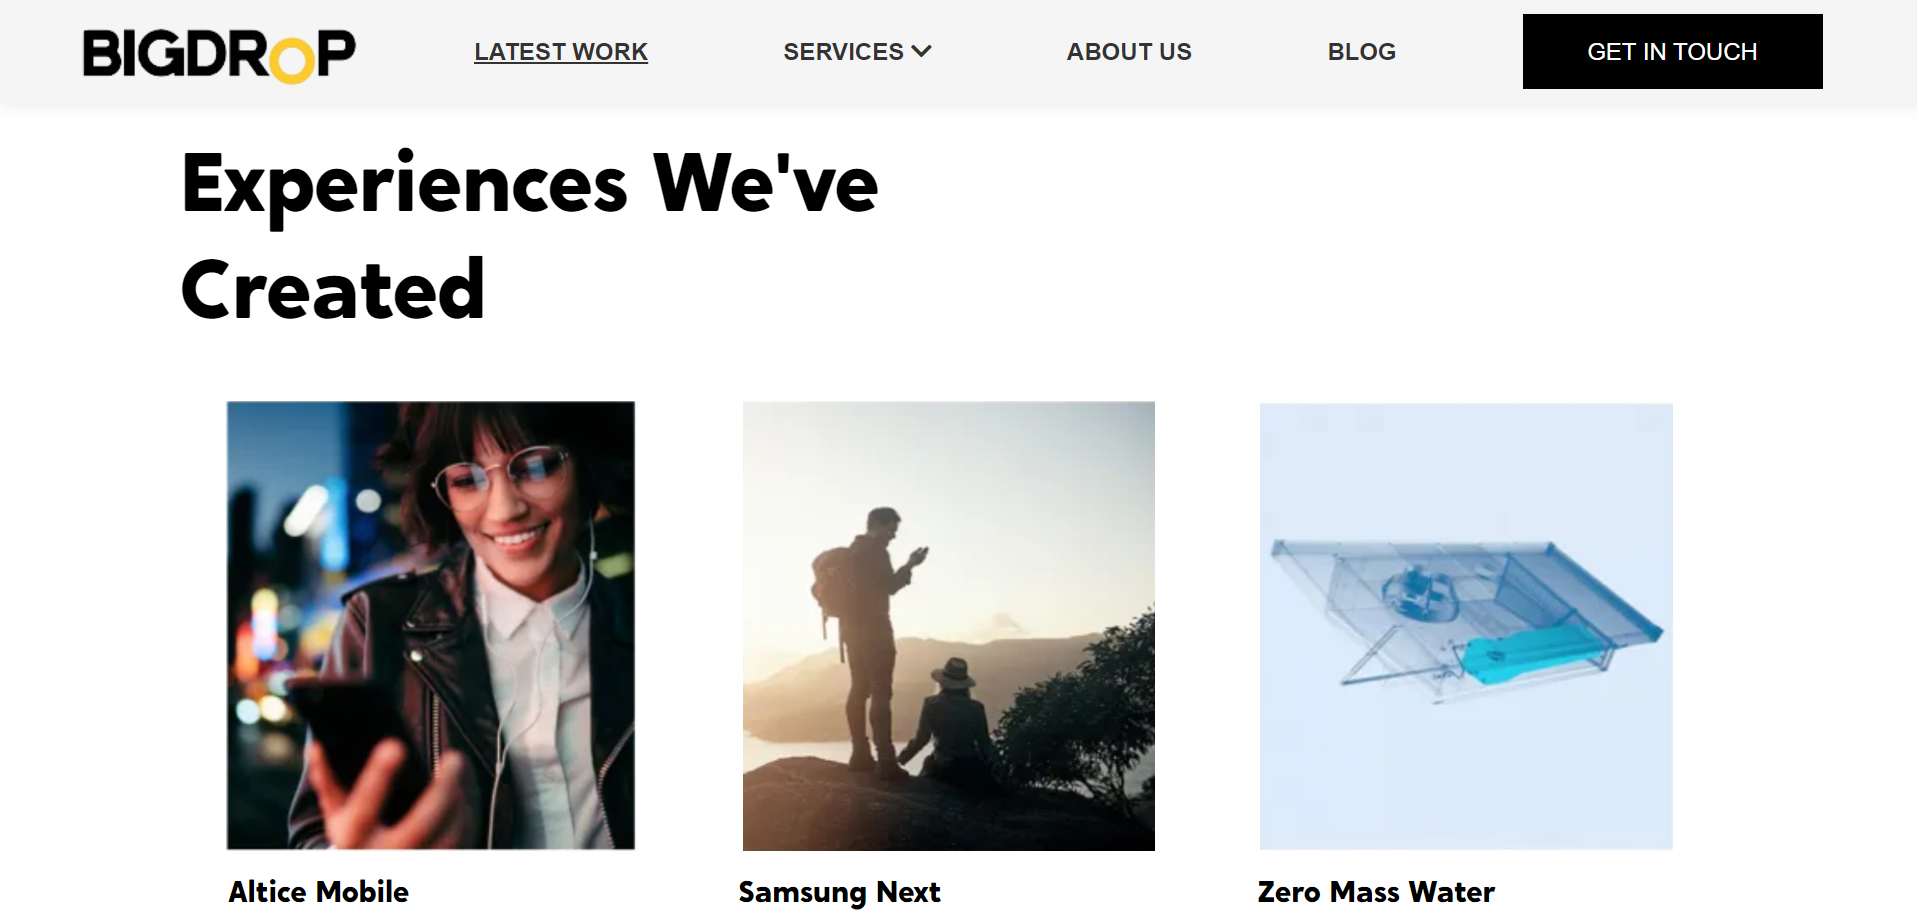 BIGDROP
LATEST WORK
SERVICES
ABOUT US
BLOG
GET IN TOUCH
Experiences We've
Created
Altice Mobile
Samsung Next
Zero Mass Water